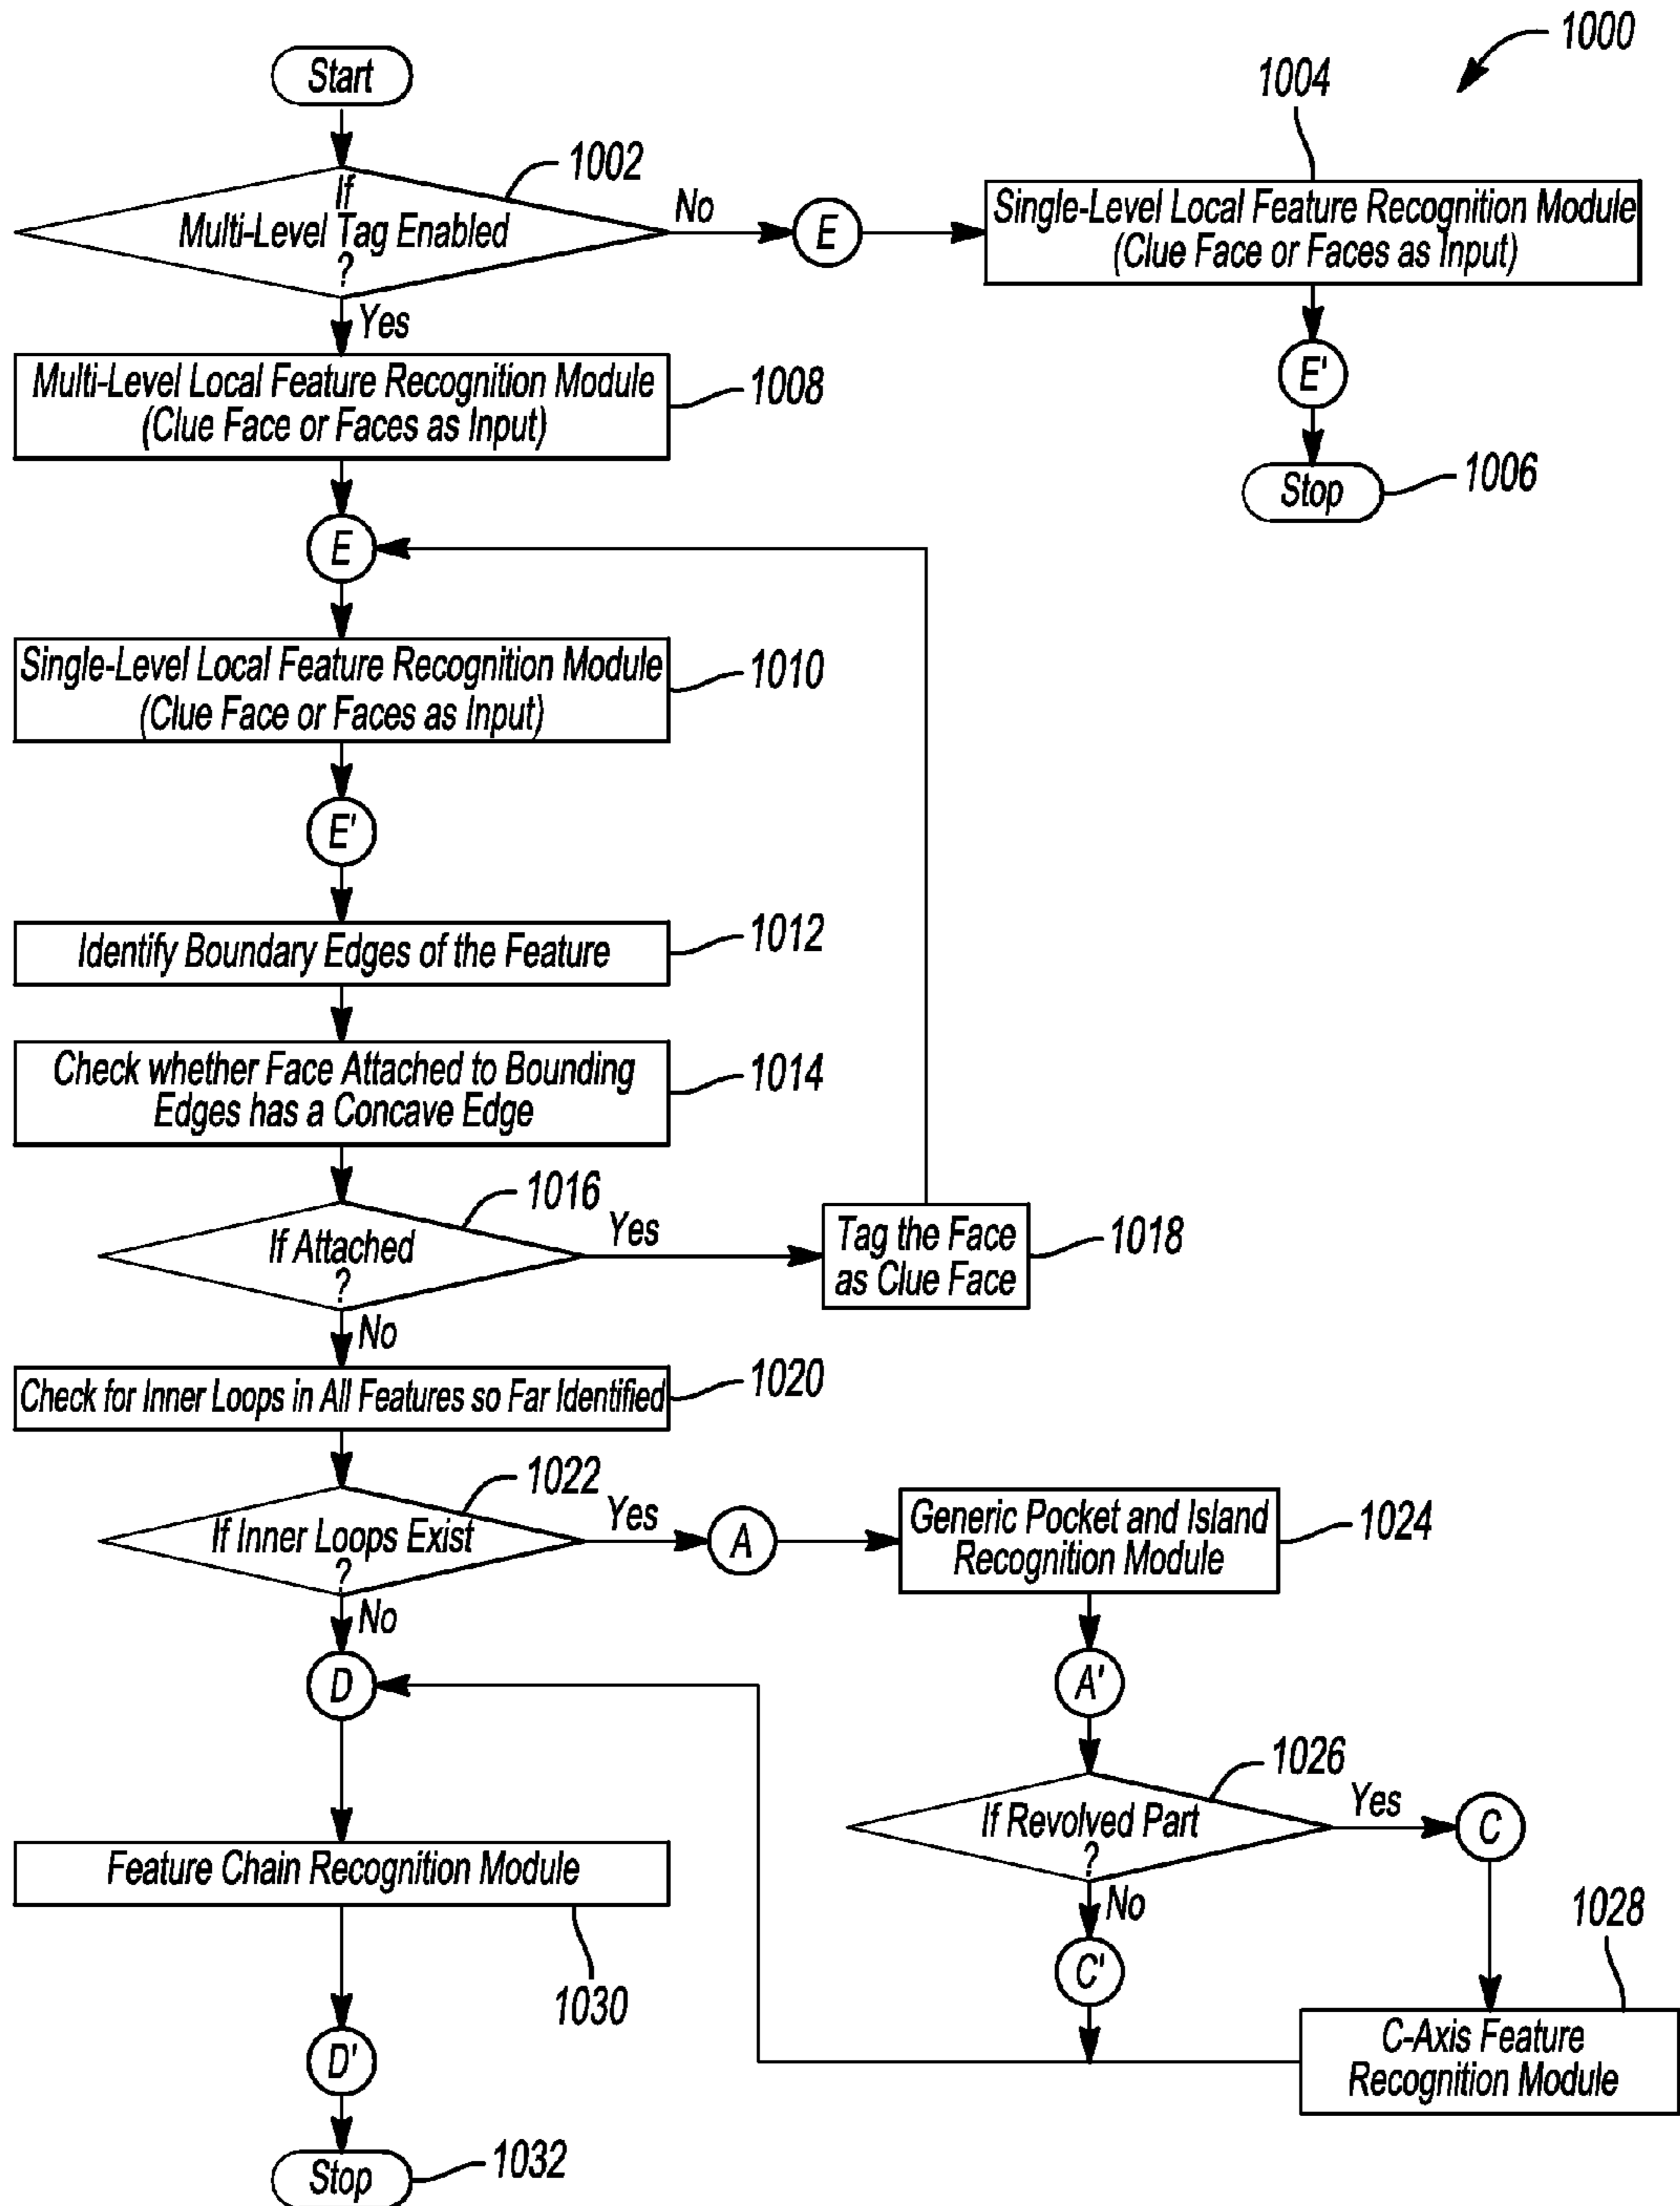 1000
Start
1004
1002
If
Multi-Level Tag Enabled
?
No
E
Single-Level Local Feature Recognition Module
(Clue Face or Faces as Input)
Yes
E'
Multi-Level Local Feature Recognition Module
(Clue Face or Faces as Input)
1008
Stop
1006
E
Single-Level Local Feature Recognition Module
(Clue Face or Faces as Input)
1010
E'
Identify Boundary Edges of the Feature
1012
Check whether Face Attached to Bounding
Edges has a Concave Edge
1014
1016
If Attached
?
Yes
Tag the Face
as Clue Face
1018
No
Check for Inner Loops in All Features so Far Identified
1020
1022
If Inner Loops Exist
?
Yes
A
Generic Pocket and Island
Recognition Module
1024
No
D
A'
1026
If Revolved Part
?
Yes
C
Feature Chain Recognition Module
No
1028
C'
1030
C-Axis Feature
Recognition Module
D'
Stop
1032